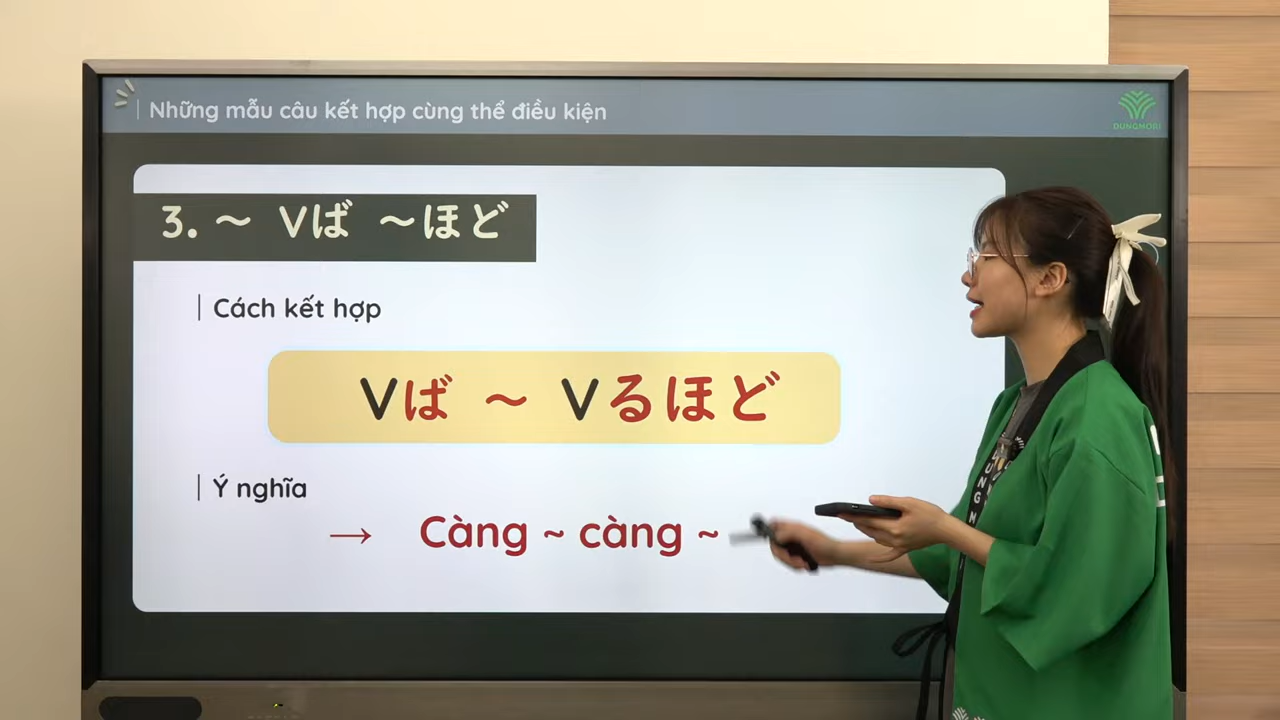 Những mẫu câu kết hợp cùng thể điều kiện
DUNGMORI
3. ～ Vば ～ほど
Cách kết hợp
Vば ～ Vるほど
Ý nghĩa
→ Càng ~ càng ~